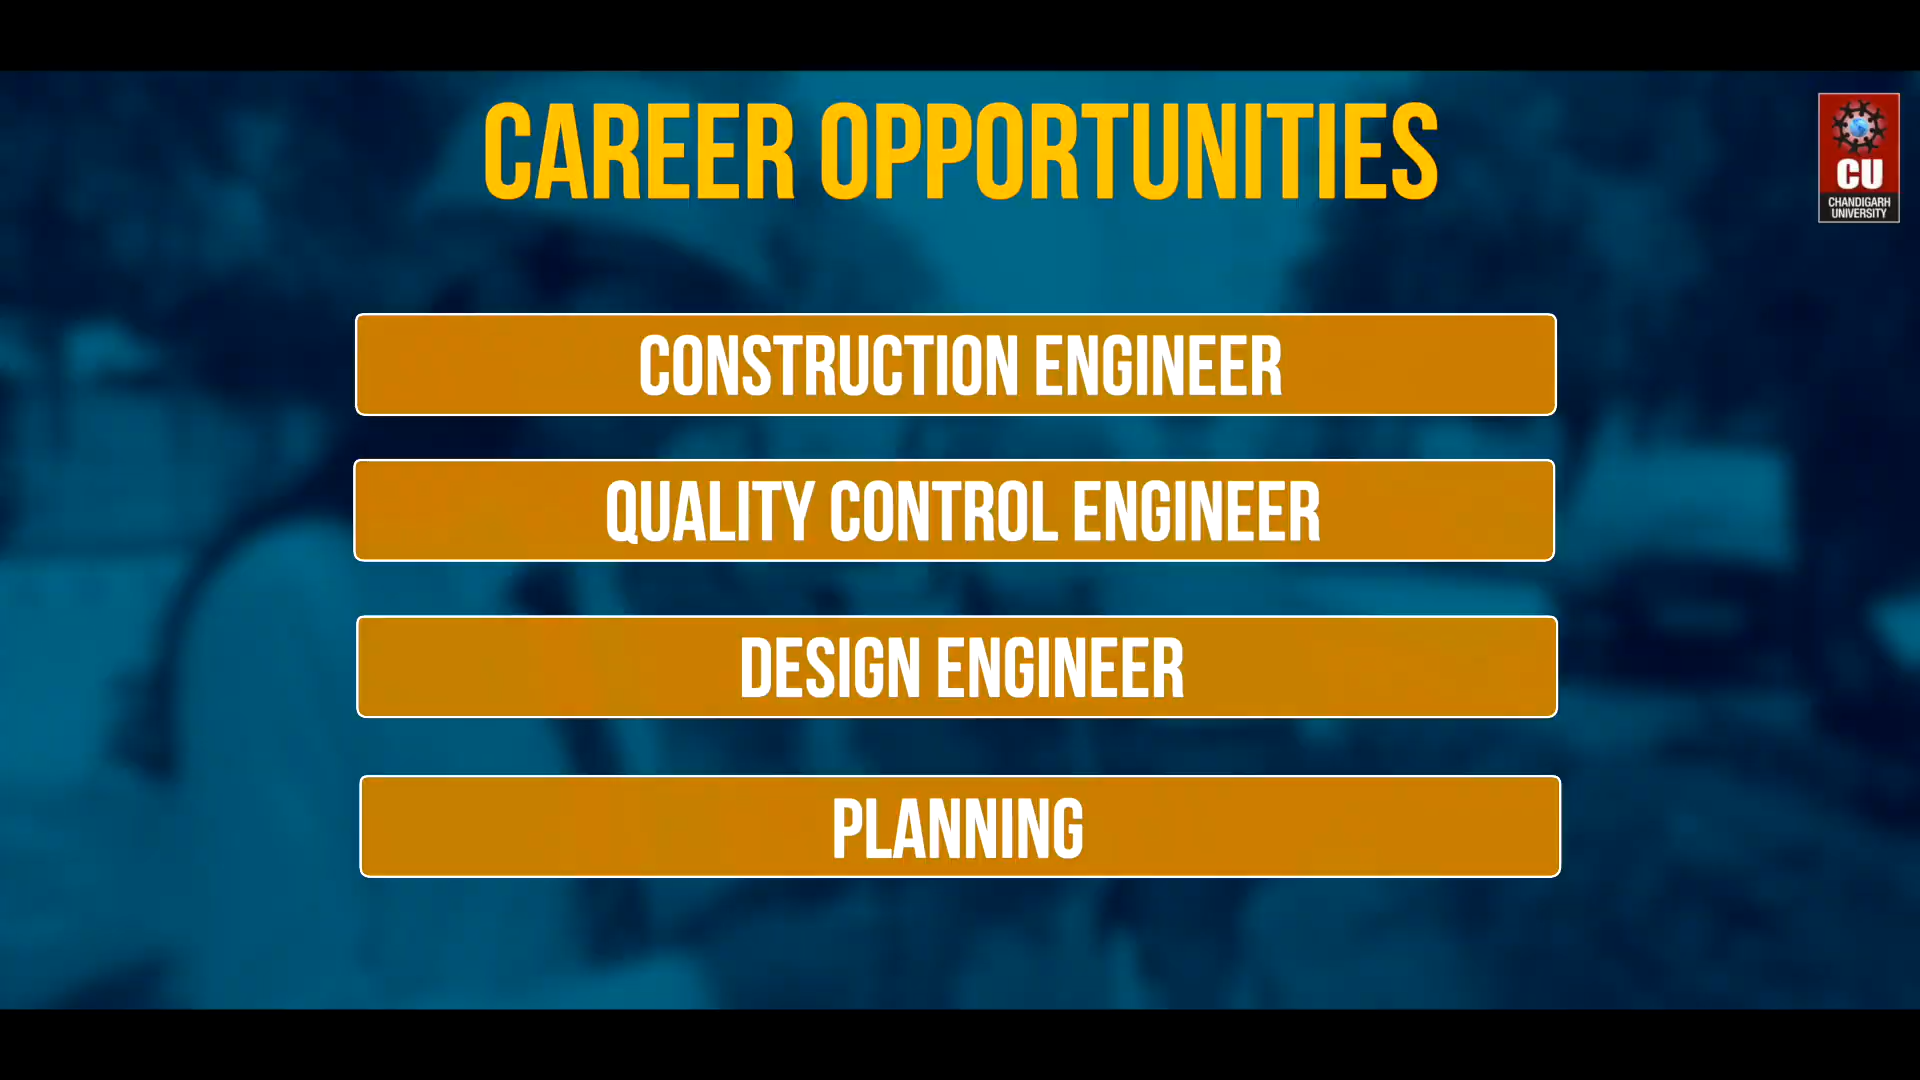 CAREER OPPORTUNITIES
CU
CHANDIGARH
UNIVERSITY
CONSTRUCTION ENGINEER
QUALITY CONTROL ENGINEER
DESIGN ENGINEER
PLANNING